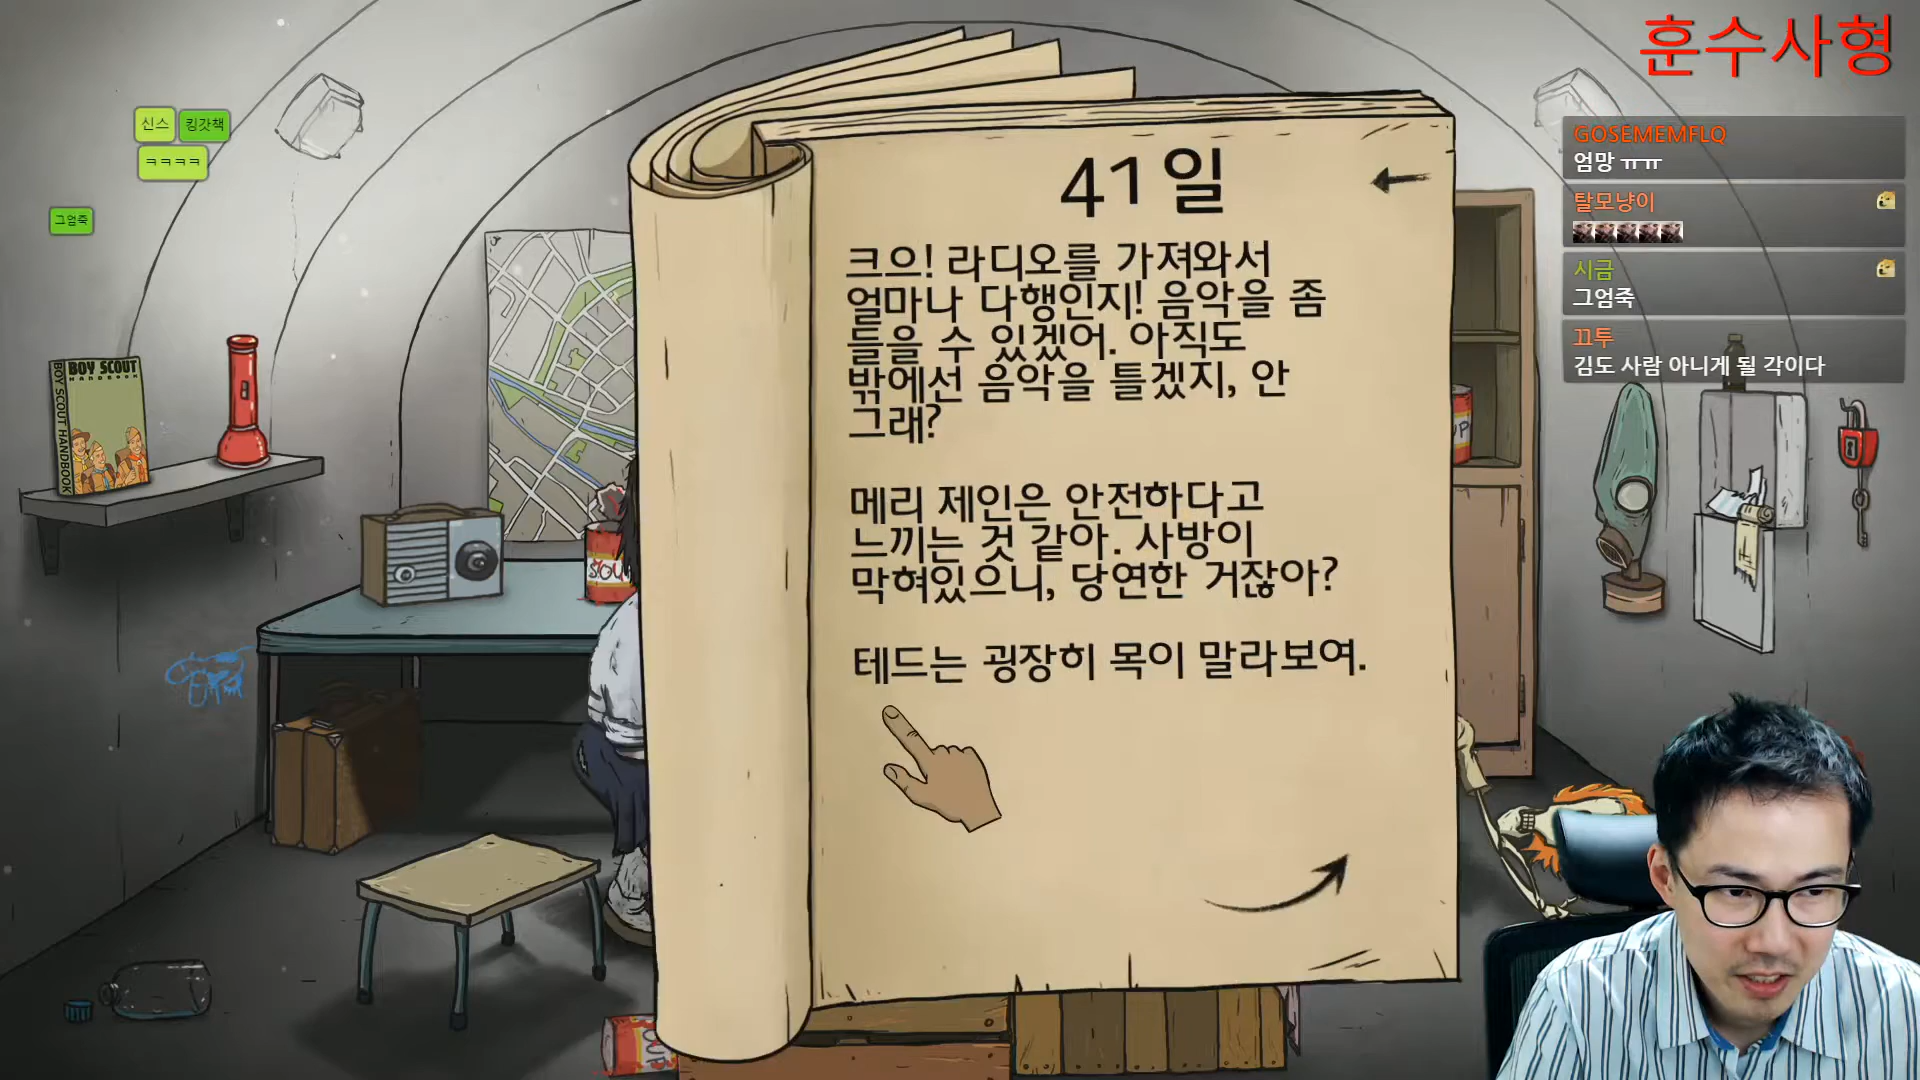 훈수사형
신스
킹갓책
ㅋㅋㅋㅋ
그엄죽
GOSEMEMFLQ
엄망 ㅠㅠ
탈모냥이
시금
그엄죽
끄투
김도 사람 아니게 될 각이다
41일
크으! 라디오를 가져와서
얼마나 다행인지! 음악을 좀
들을 수 있겠어. 아직도
밖에선 음악을 틀겠지, 안
그래?
메리 제인은 안전하다고
느끼는 것 같아. 사방이
막혀있으니, 당연한 거잖아?
테드는 굉장히 목이 말라보여.
BOY SCOUT
HANDBOOK
BOY SCOUT HANDBOOK
SOU
UP
OUP